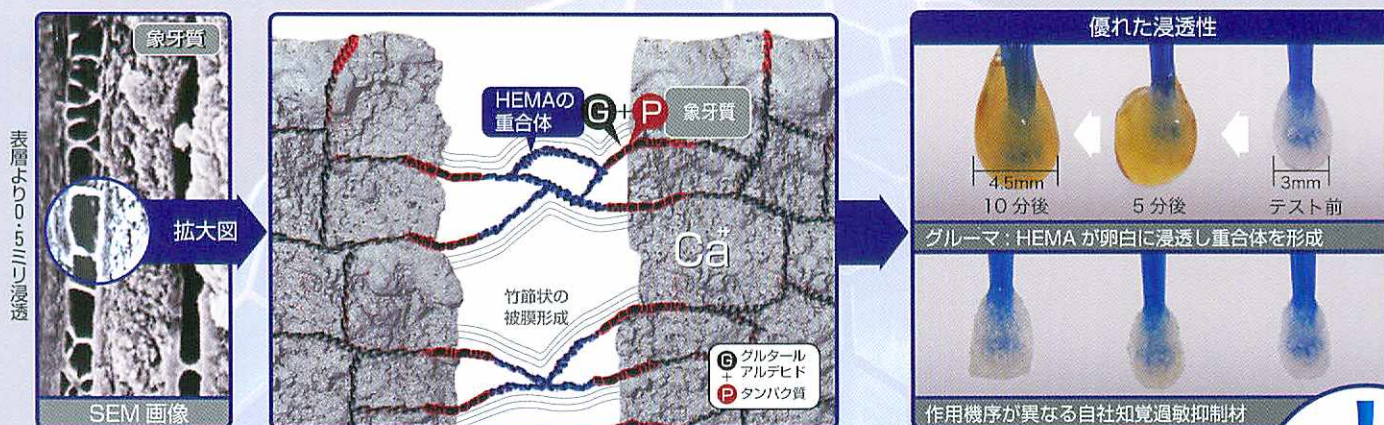 表層より0.5ミリ浸透
象牙質
拡大図
SEM 画像
HEMAの
重合体
G+P
象牙質
Ca⁺⁺
竹節状の
被膜形成
G グルタール
+ アルデヒド
P タンパク質
優れた浸透性
4.5mm
10分後
5分後
3mm
テスト前
グルーマ：HEMA が卵白に浸透し重合体を形成
作用機序が異なる自社知覚過敏抑制材